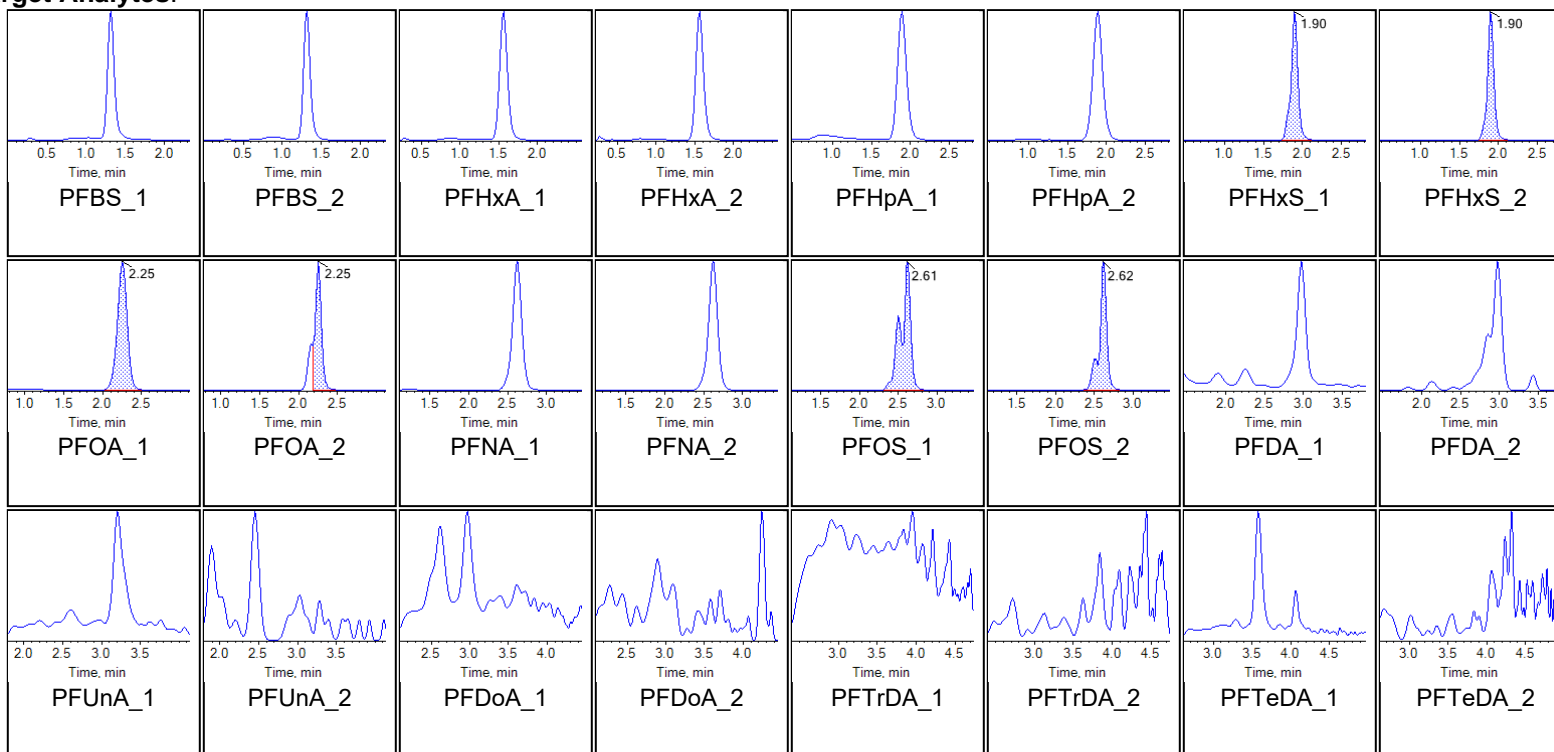 rget Analytes:
1.90 1.90
0.5 1.0 1.5 2.0 0.5 1.0 1.5 2.0 0.5 1.0 1.5 2.0 0.5 1.0 1.5 2.0 1.0 1.5 2.0 2.5 1.0 1.5 2.0 2.5 1.0 1.5 2.0 2.5 1.0 1.5 2.0 2.5
Time, min Time, min Time, min Time, min Time, min Time, min Time, min Time, min
PFBS_1 PFBS_2 PFHxA_1 PFHxA_2 PFHpA_1 PFHpA_2 PFHxS_1 PFHxS_2
2.25 2.25 2.61 2.62
1.0 1.5 2.0 2.5 1.0 1.5 2.0 2.5 1.5 2.0 2.5 3.0 1.5 2.0 2.5 3.0 1.5 2.0 2.5 3.0 1.5 2.0 2.5 3.0 2.0 2.5 3.0 3.5 2.0 2.5 3.0 3.5
Time, min Time, min Time, min Time, min Time, min Time, min Time, min Time, min
PFOA_1 PFOA_2 PFNA_1 PFNA_2 PFOS_1 PFOS_2 PFDA_1 PFDA_2
2.0 2.5 3.0 3.5 2.0 2.5 3.0 3.5 2.5 3.0 3.5 4.0 2.5 3.0 3.5 4.0 3.0 3.5 4.0 4.5 3.0 3.5 4.0 4.5 3.0 3.5 4.0 4.5 3.0 3.5 4.0 4.5
Time, min Time, min Time, min Time, min Time, min Time, min Time, min Time, min
PFUnA_1 PFUnA_2 PFDoA_1 PFDoA_2 PFTrDA_1 PFTrDA_2 PFTeDA_1 PFTeDA_2